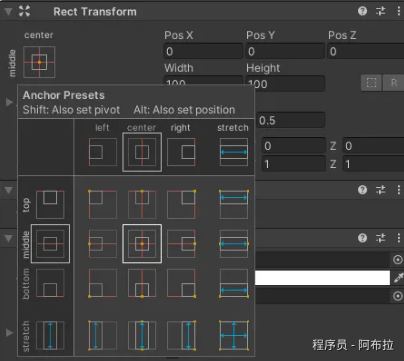 Rect Transform
center
middle
Pos X Pos Y Pos Z
0 0 0
Width Height
100 100
R
Anchor Presets
Shift: Also set pivot Alt: Also set position
0.5
left center right stretch
0 Z 0
1 Z 1
top
middle
bottom
stretch
程序员 - 阿布拉